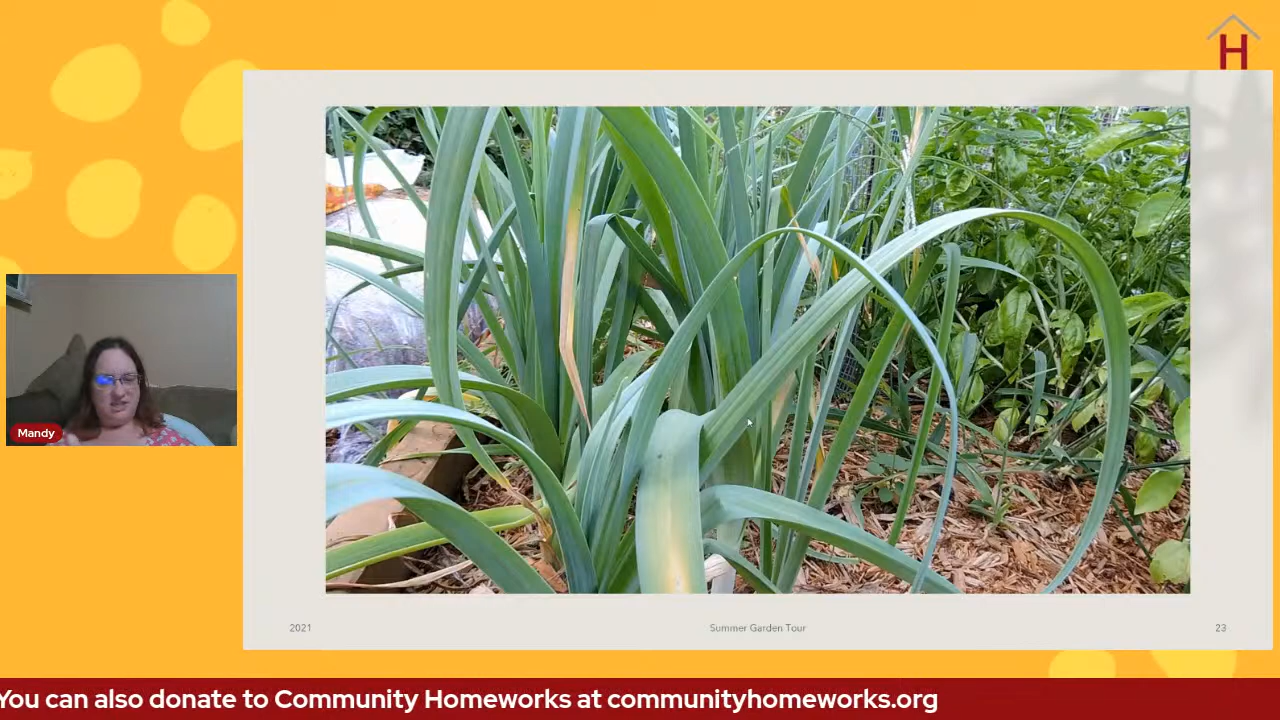 H
Mandy
2021
Summer Garden Tour
23
You can also donate to Community Homeworks at communityhomeworks.org